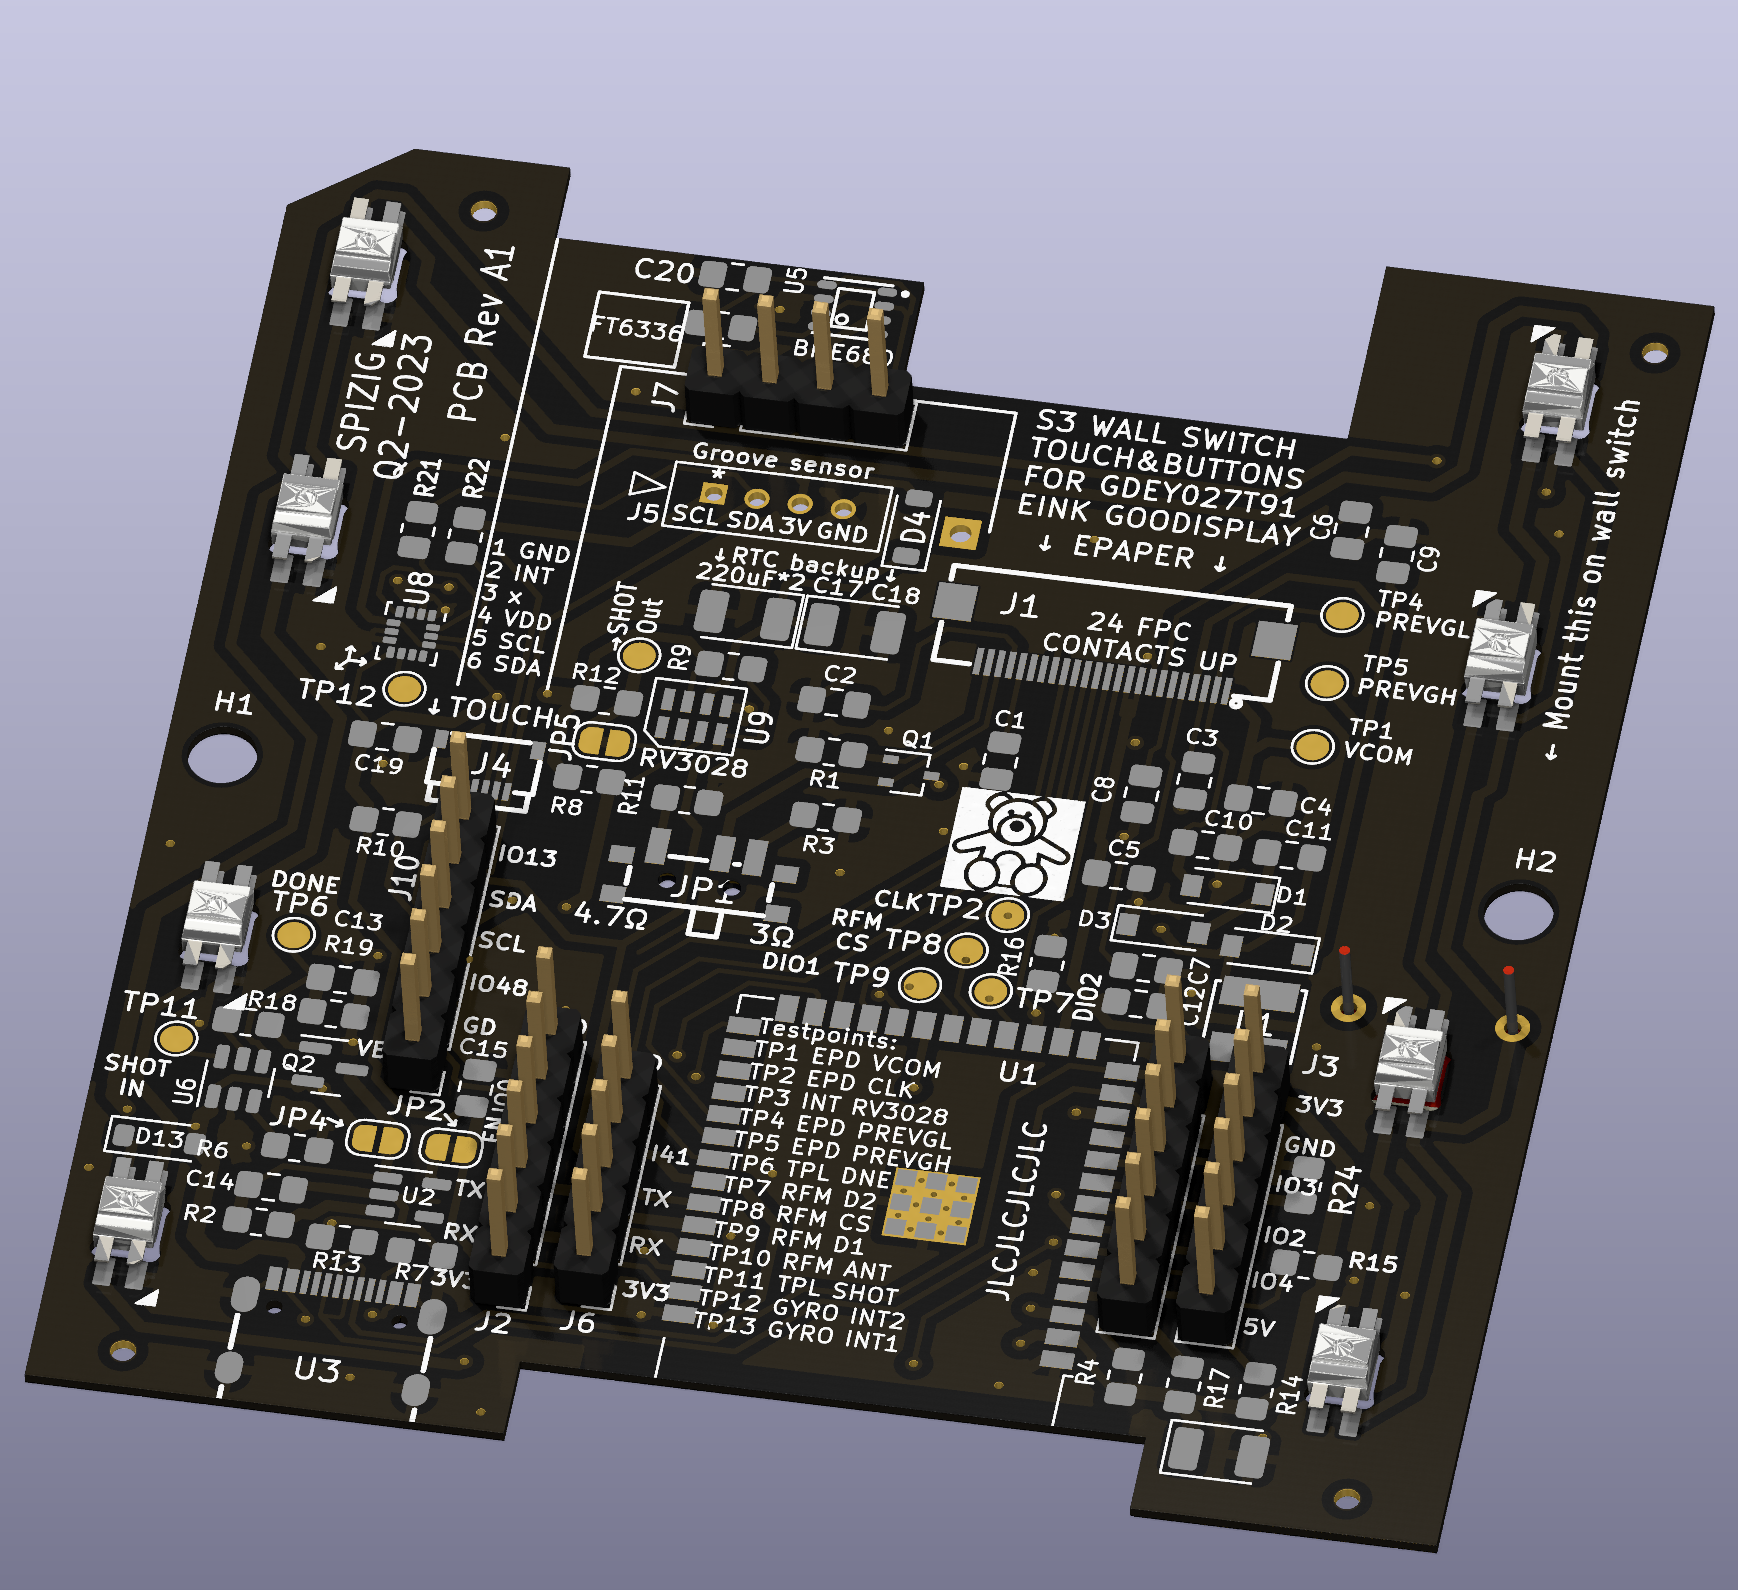 C20
U5
FT6336
J7
SPIZIG
Q2-2023
PCB Rev A1
S3 WALL SWITCH
TOUCH&BUTTONS
FOR GDEY027T91
EINK GOODISPLAY
↓ EPAPER ↓
Groove sensor
*
J5
SCL SDA 3V GND
D4
↓RTC backup↓
220uF*2 C17 C18
R21
R22
U8
1 GND
2 INT
3 x
4 VDD
5 SCL
6 SDA
SHOT
Out
C6
C9
← Mount this on wall switch
J1
24 FPC
CONTACTS UP
TP4
PREVGL
TP5
PREVGH
TP1
VCOM
R9
R12
C2
TP12
↓TOUCH
JP5
U9
RV3028
H1
C19
J4
R8
R11
R1
Q1
C1
C3
C8
C4
C10
C11
R10
J10
IO13
SDA
SCL
IO48
GD
R3
JP1
4.7Ω
3Ω
C5
D1
D3
D2
H2
DONE
TP6
C13
R19
CLK TP2
RFM
CS TP8
DIO1 TP9
R16
TP7
DIO2
C12
C7
TP11
R18
SHOT
IN
U6
Q2
C15
JP4
JP2
D13
R6
C14
R2
U2
TX
RX
R13
R7
3V3
U3
J2
J6
I41
TX
RX
3V3
Testpoints:
TP1 EPD VCOM
TP2 EPD CLK
TP3 INT RV3028
TP4 EPD PREVGL
TP5 EPD PREVGH
TP6 TPL DNE
TP7 RFM D2
TP8 RFM CS
TP9 RFM D1
TP10 RFM ANT
TP11 TPL SHOT
TP12 GYRO INT2
TP13 GYRO INT1
U1
JLCJLCJLCJLC
J3
3V3
GND
IO3
R24
IO2
IO4
R15
5V
R4
R17
R14